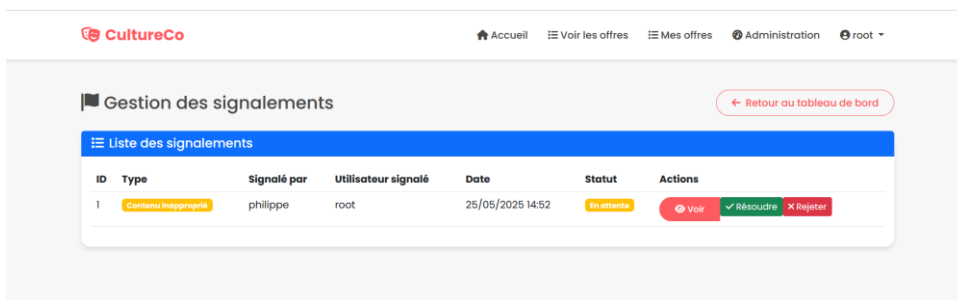 CultureCo Accueil Voir les offres Mes offres Administration root
Gestion des signalements ← Retour au tableau de bord
Liste des signalements
ID Type Signalé par Utilisateur signalé Date Statut Actions
1 Contenu inapproprié philippe root 25/05/2025 14:52 En attente Voir Résoudre Rejeter